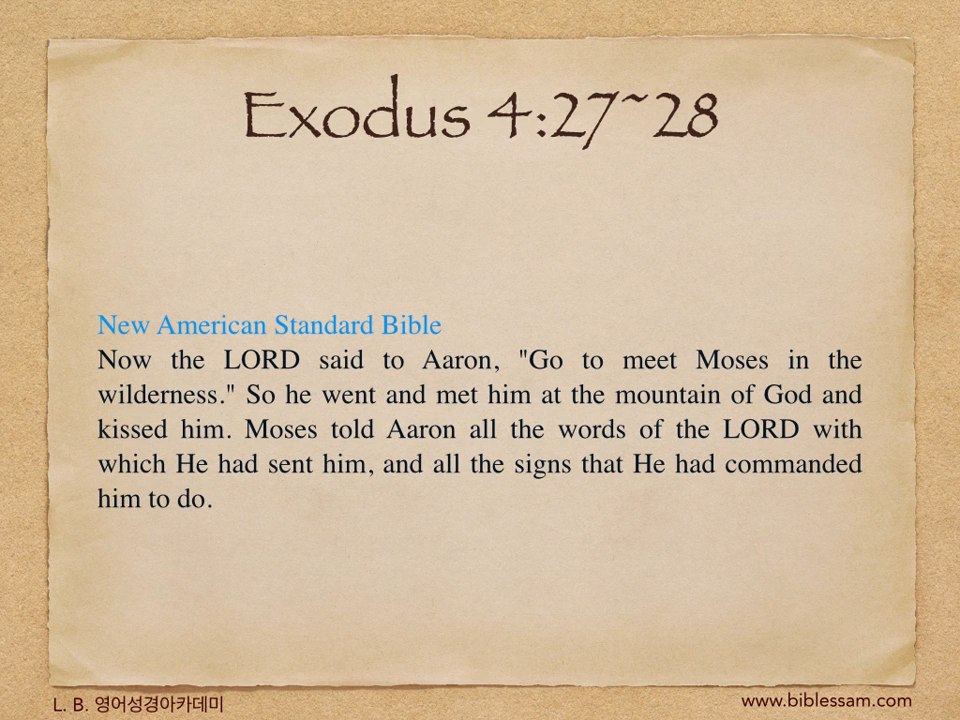 Exodus 4:27~28
New American Standard Bible
Now the LORD said to Aaron, "Go to meet Moses in the
wilderness." So he went and met him at the mountain of God and
kissed him. Moses told Aaron all the words of the LORD with
which He had sent him, and all the signs that He had commanded
him to do.
L. B. 영어성경아카데미
www.biblessam.com